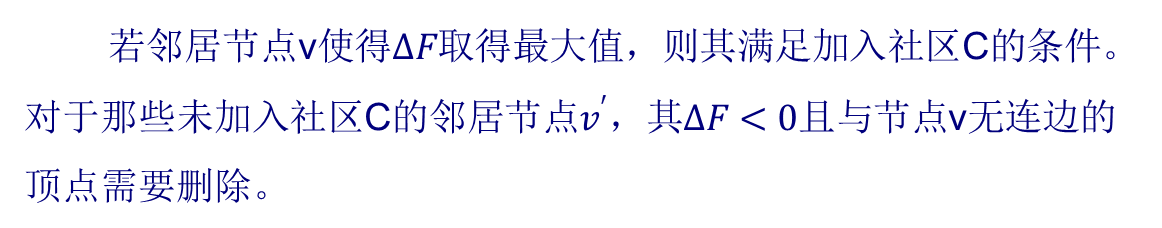 若邻居节点v使得ΔF取得最大值，则其满足加入社区C的条件。
对于那些未加入社区C的邻居节点v′，其ΔF < 0且与节点v无连边的
顶点需要删除。